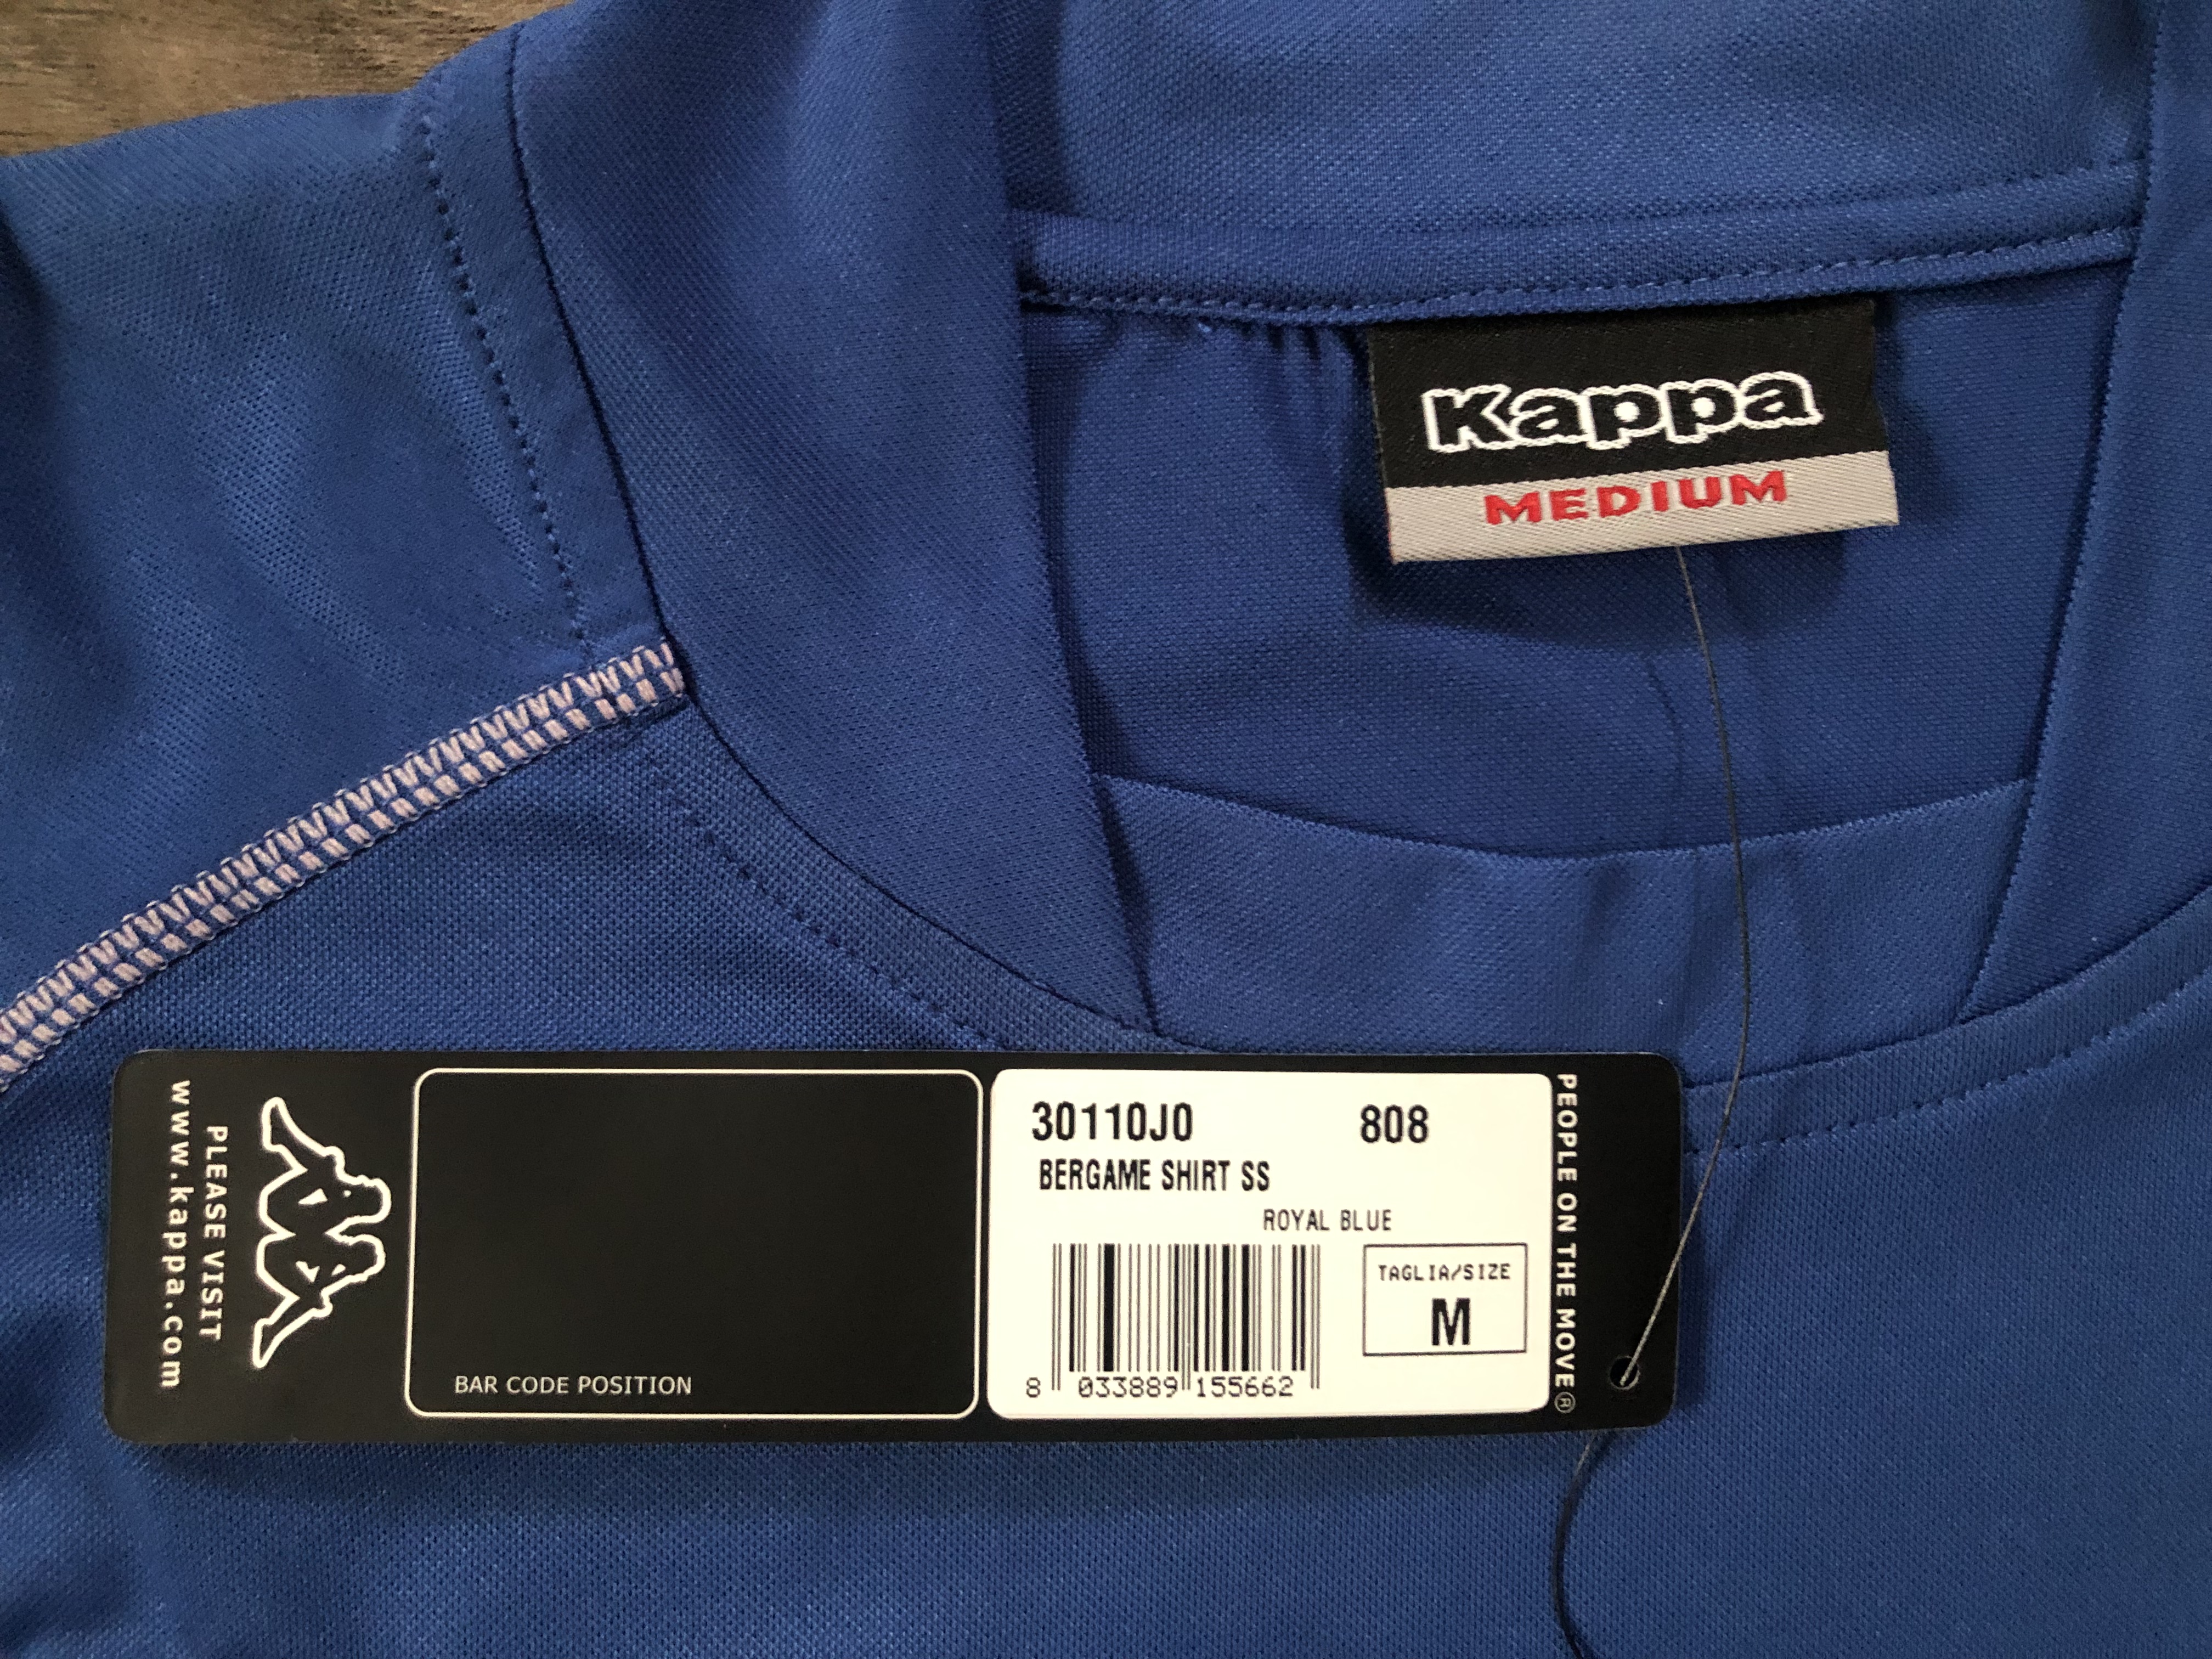 Kappa
MEDIUM
PLEASE VISIT
www.kappa.com
BAR CODE POSITION
30110J0 808
BERGAME SHIRT SS
ROYAL BLUE
TAGLIA/SIZE
M
8 033889 155662
PEOPLE ON THE MOVE®